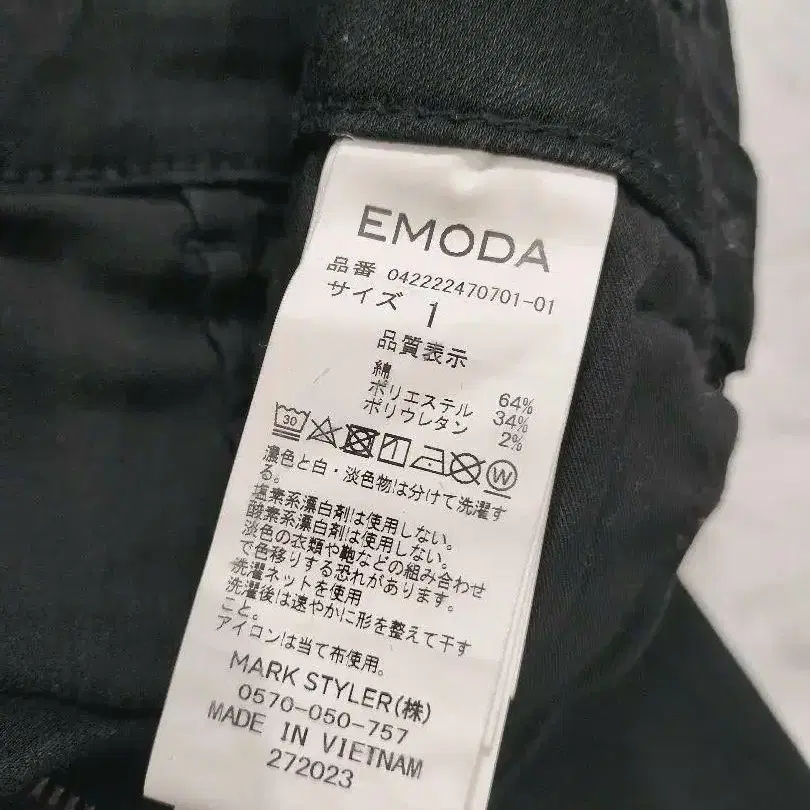 EMODA
品番 042222470701-01
サイズ 1
品質表示
綿 64%
ポリエステル 34%
ポリウレタン 2%
30 W
濃色と白・淡色物は分けて洗濯す
る。
塩素系漂白剤は使用しない。
酸素系漂白剤は使用しない。
淡色の衣類や鞄などの組み合わせ
で色移りする恐れがあります。
洗濯ネットを使用
洗濯後は速やかに形を整えて干す
こと。
アイロンは当て布使用。
MARK STYLER(株)
0570-050-757
MADE IN VIETNAM
272023